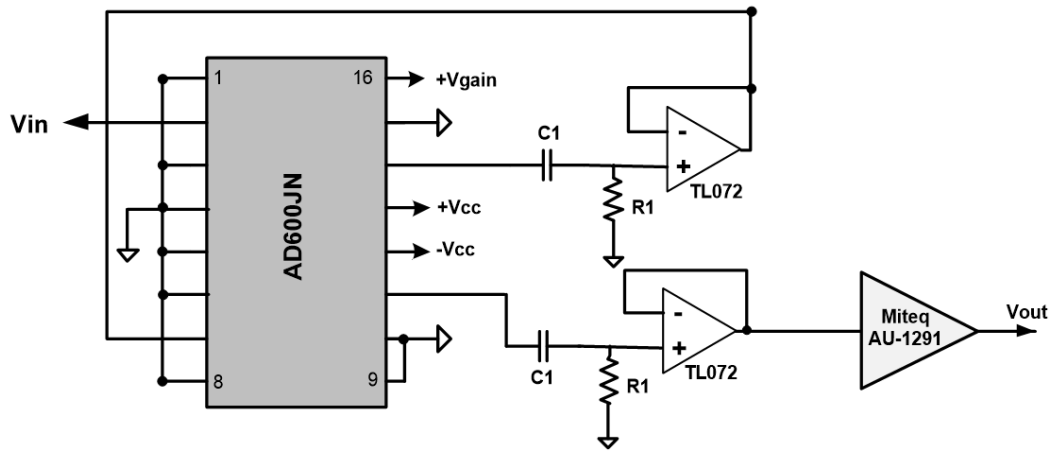 1
16
+Vgain
Vin
C1
-
+
TL072
R1
AD600JN
+Vcc
-Vcc
-
+
TL072
C1
R1
Miteq
AU-1291
Vout
8
9